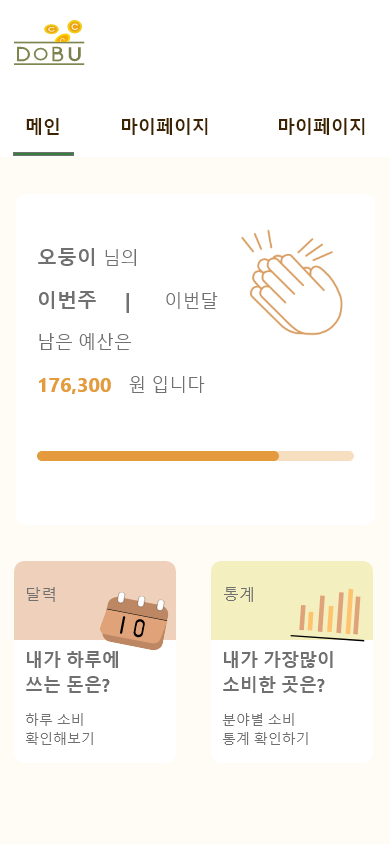 DOBU
메인 마이페이지 마이페이지
오둥이 님의
이번주 | 이번달
남은 예산은
176,300 원 입니다
달력
10
내가 하루에
쓰는 돈은?
하루 소비
확인해보기
통계
내가 가장많이
소비한 곳은?
분야별 소비
통계 확인하기